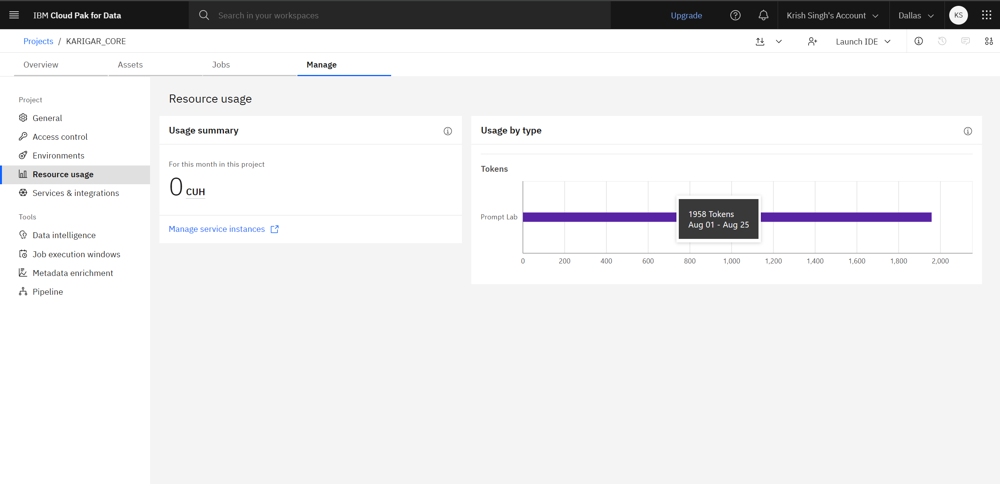 IBM Cloud Pak for Data
Search in your workspaces
Upgrade
Krish Singh's Account
Dallas
KS
Projects / KARIGAR_CORE
Launch IDE
Overview
Assets
Jobs
Manage
Project
General
Access control
Environments
Resource usage
Services & integrations
Tools
Data intelligence
Job execution windows
Metadata enrichment
Pipeline
Resource usage
Usage summary
For this month in this project
0 CUH
Manage service instances
Usage by type
Tokens
Prompt Lab
1958 Tokens
Aug 01 - Aug 25
0 200 400 600 800 1,000 1,200 1,400 1,600 1,800 2,000